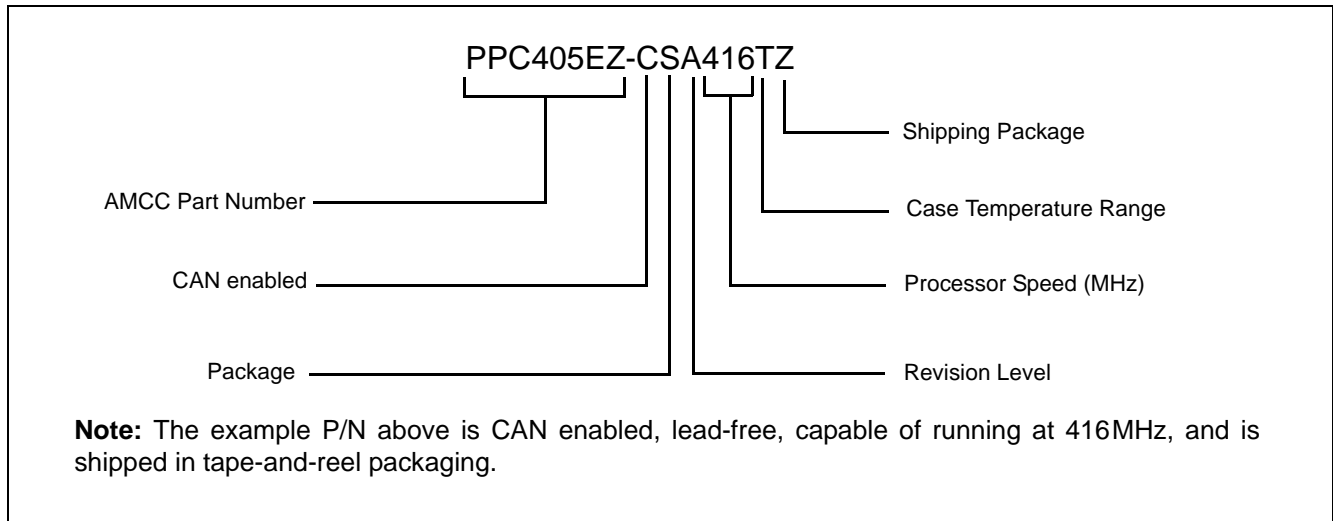 PPC405EZ-CSA416TZ
Shipping Package
AMCC Part Number
Case Temperature Range
CAN enabled
Processor Speed (MHz)
Package
Revision Level
Note: The example P/N above is CAN enabled, lead-free, capable of running at 416MHz, and is
shipped in tape-and-reel packaging.